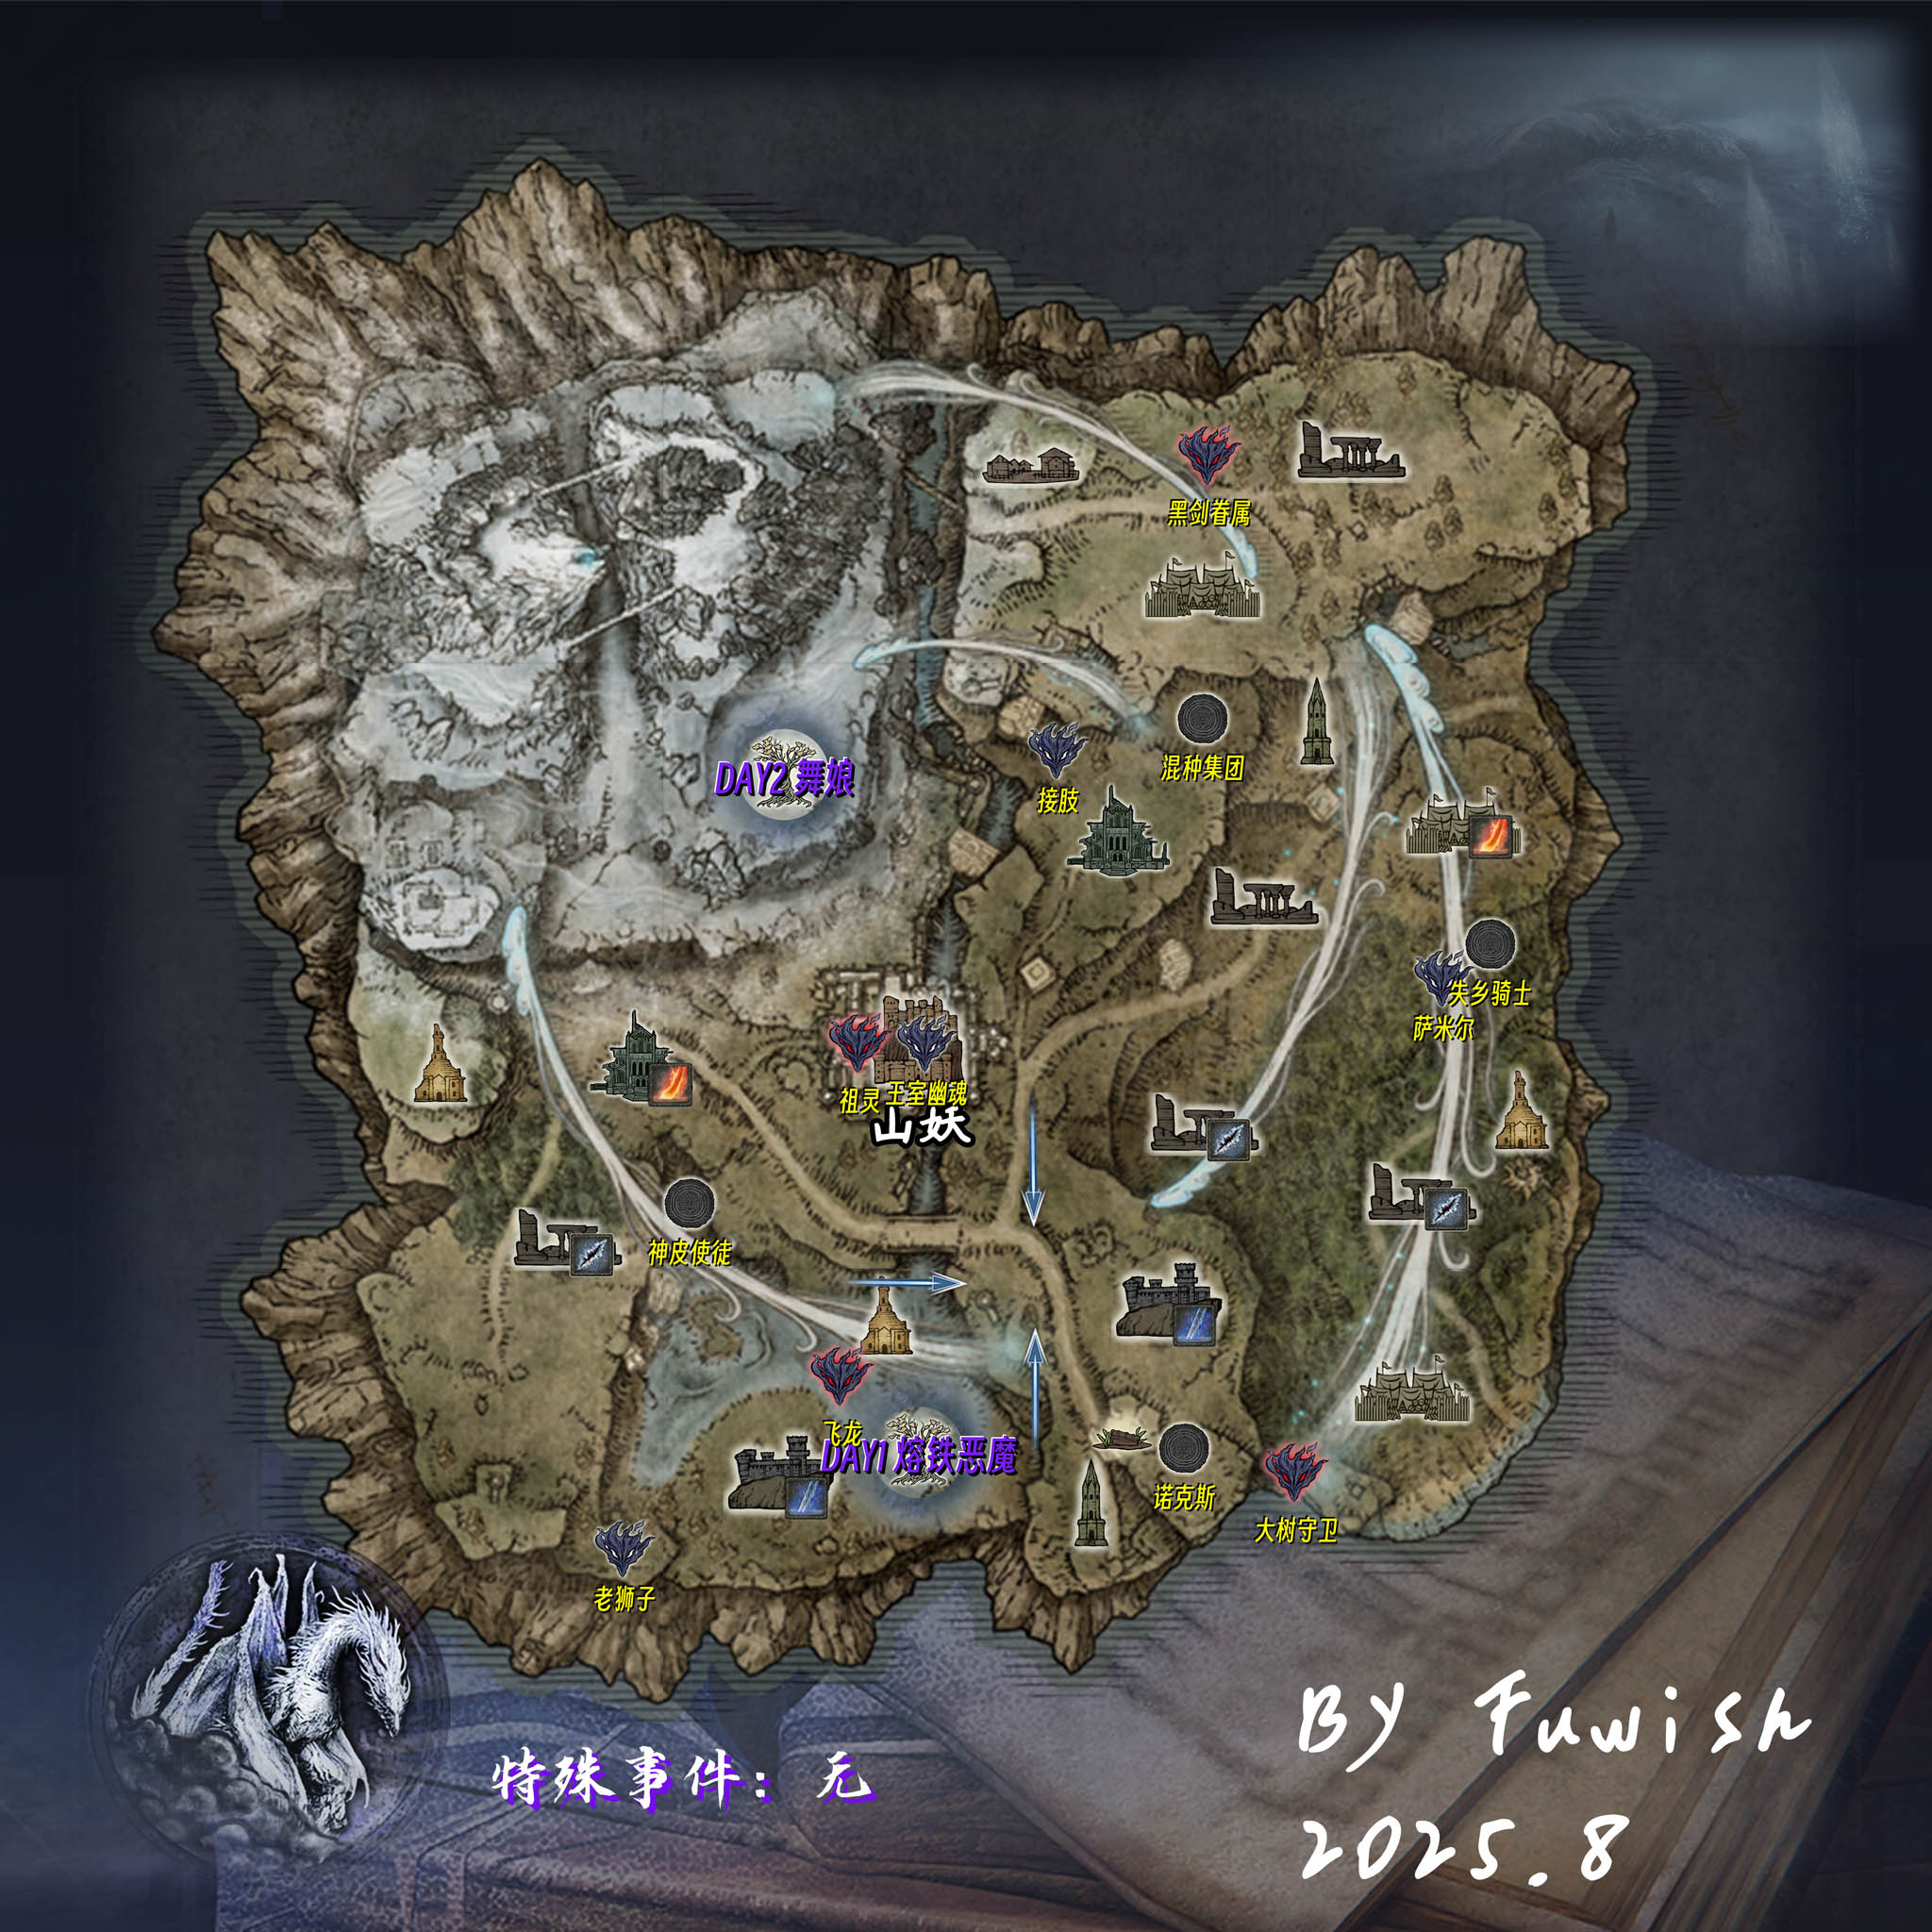 黑剑眷属
混种集团
DAY2 舞娘
接肢
失乡骑士
萨米尔
祖灵
王室幽魂
山妖
神皮使徒
飞龙
DAY1 熔铁恶魔
诺克斯
大树守卫
老狮子
特殊事件：无
By Fuwish
2025.8